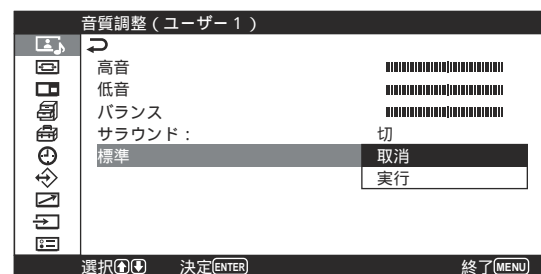 音質調整(ユーザー1)
高音
低音
バランス
サラウンド: 切
標準 取消
実行
選択 決定ENTER 終了MENU